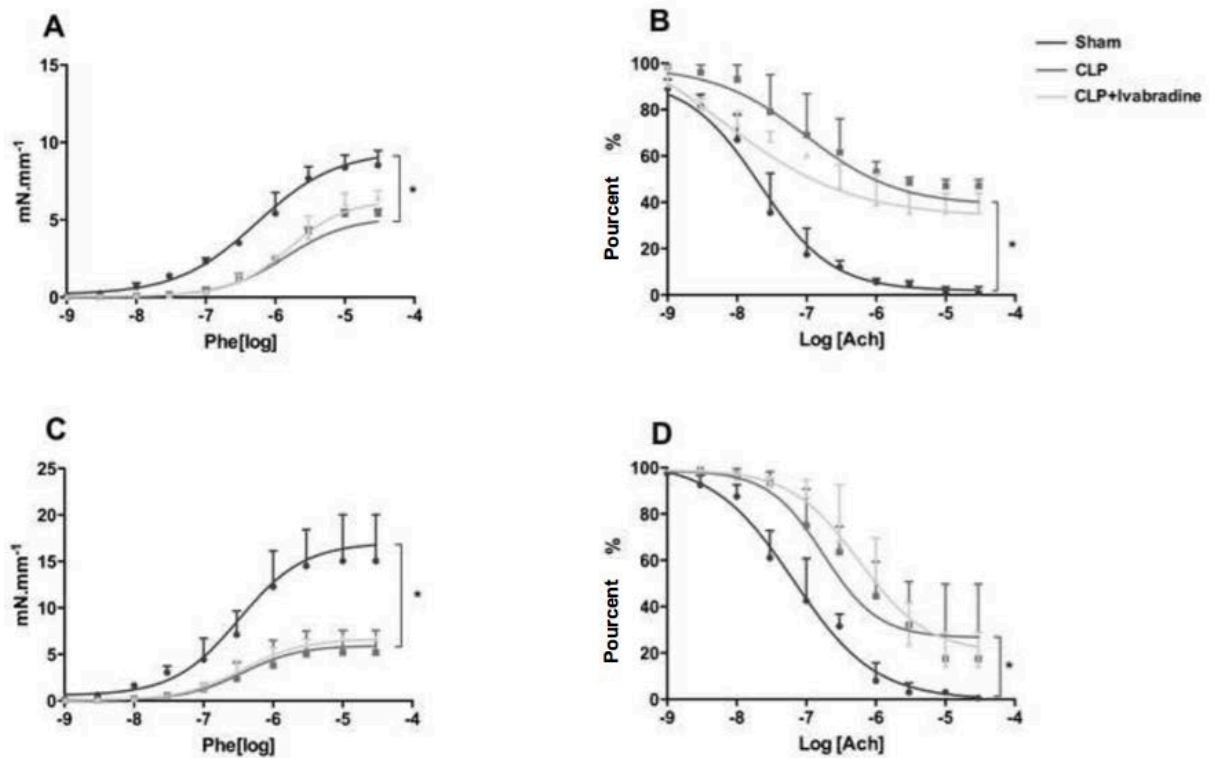 A
15
10
5
0
mN.mm-1
-9 -8 -7 -6 -5 -4
Phe[log]
*
B
100
80
60
40
20
0
Pourcent %
-9 -8 -7 -6 -5 -4
Log [Ach]
*
Sham
CLP
CLP+Ivabradine
C
25
20
15
10
5
0
mN.mm-1
-9 -8 -7 -6 -5 -4
Phe[log]
*
D
100
80
60
40
20
0
Pourcent %
-9 -8 -7 -6 -5 -4
Log [Ach]
*